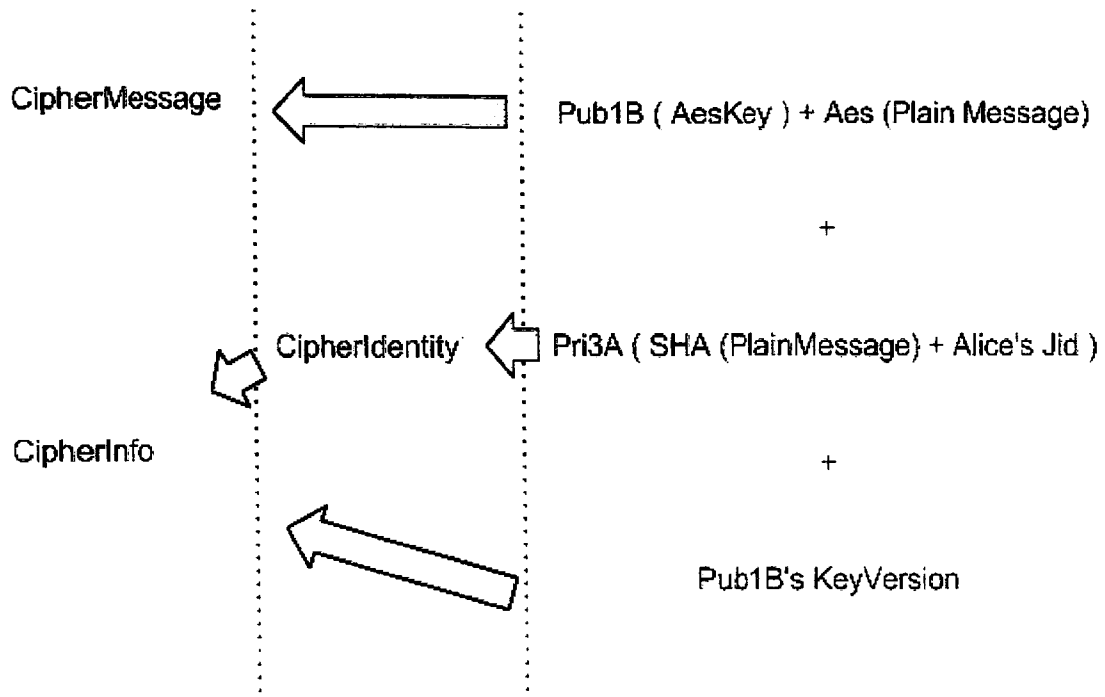 CipherMessage
Pub1B ( AesKey ) + Aes (Plain Message)
+
CipherIdentity
Pri3A ( SHA (PlainMessage) + Alice's Jid )
CipherInfo
+
Pub1B's KeyVersion